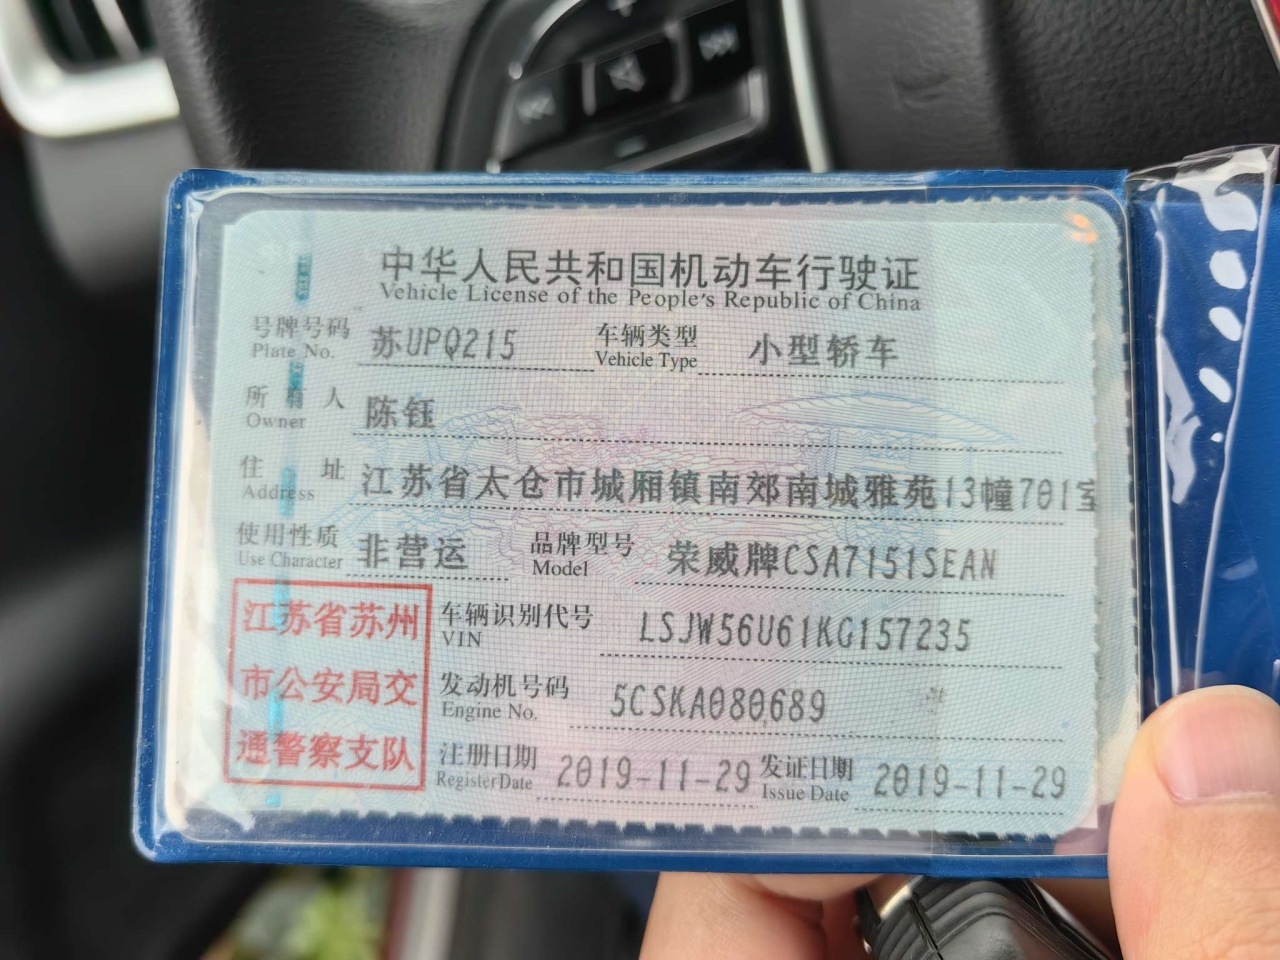 中华人民共和国机动车行驶证
Vehicle License of the People's Republic of China
号牌号码 苏UPQ215 车辆类型 小型轿车
Plate No. Vehicle Type
所有人 陈钰
Owner
住址 江苏省太仓市城厢镇南郊南城雅苑13幢701室
Address
使用性质 非营运 品牌型号 荣威牌CSA7151SEAN
Use Character Model
江苏省苏州
市公安局交
通警察支队
车辆识别代号 LSJW56U61KG157235
VIN
发动机号码 5CSKA080689
Engine No.
注册日期 2019-11-29 发证日期 2019-11-29
Register Date Issue Date